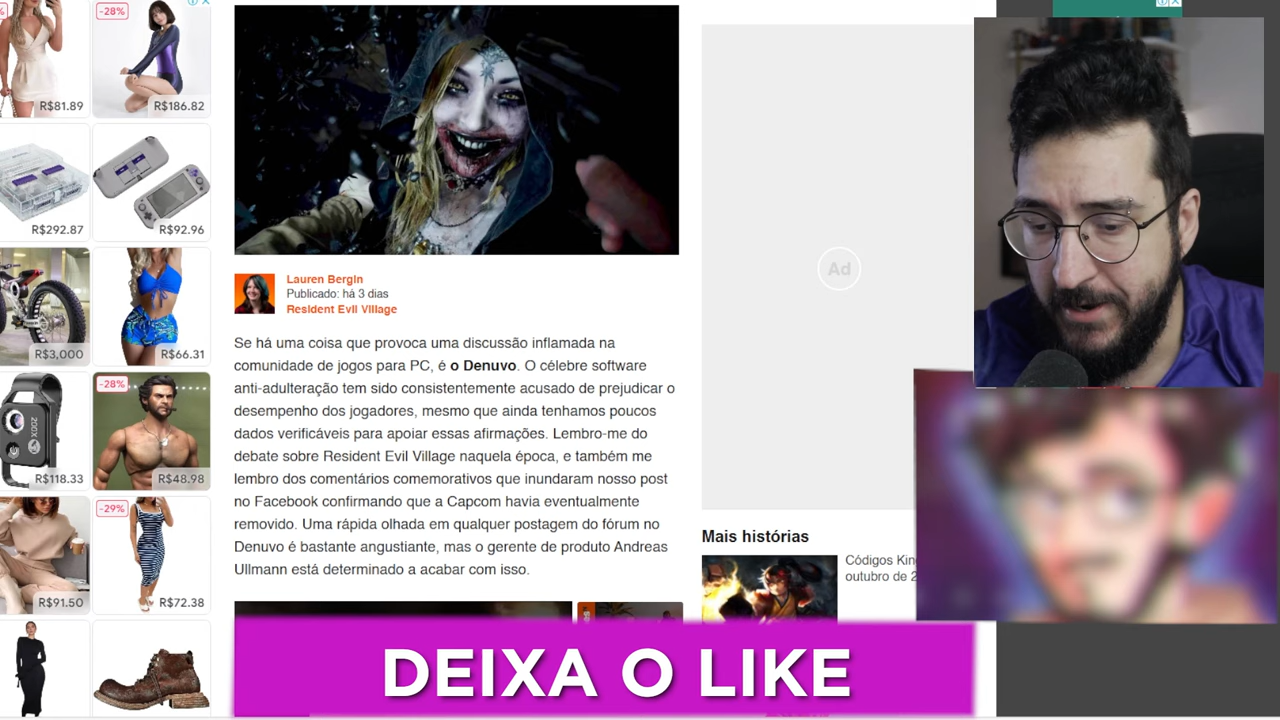 -28%
R$81.89
R$186.82
R$292.87
R$92.96
R$3,000
R$66.31
-28%
200X
R$118.33
R$48.98
-29%
R$91.50
R$72.38
Lauren Bergin
Publicado: há 3 dias
Resident Evil Village
Se há uma coisa que provoca uma discussão inflamada na
comunidade de jogos para PC, é o Denuvo. O célebre software
anti-adulteração tem sido consistentemente acusado de prejudicar o
desempenho dos jogadores, mesmo que ainda tenhamos poucos
dados verificáveis para apoiar essas afirmações. Lembro-me do
debate sobre Resident Evil Village naquela época, e também me
lembro dos comentários comemorativos que inundaram nosso post
no Facebook confirmando que a Capcom havia eventualmente
removido. Uma rápida olhada em qualquer postagem do fórum no
Denuvo é bastante angustiante, mas o gerente de produto Andreas
Ullmann está determinado a acabar com isso.
Ad
Mais histórias
Códigos Kin
outubro de 2
DEIXA O LIKE